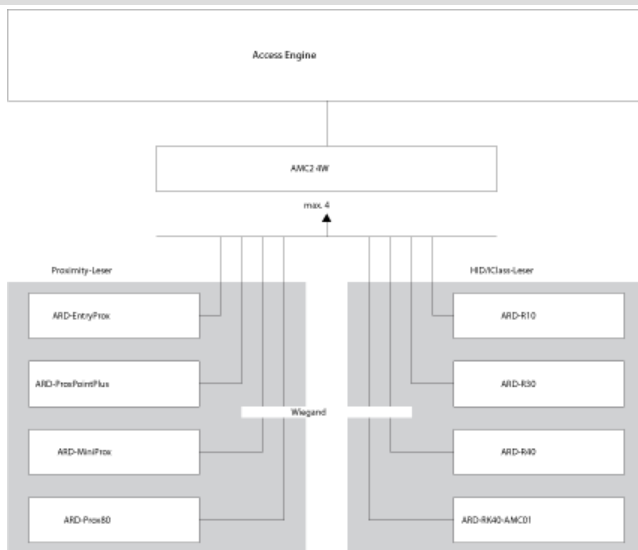 Access Engine
AMC2 4W
max. 4
Proximity-Leser
HID/IClass-Leser
ARD-EntryProx
ARD-R10
ARD-ProxPointPlus
ARD-R30
Wiegand
ARD-MiniProx
ARD-R40
ARD-Prox80
ARD-RK40-AMC01